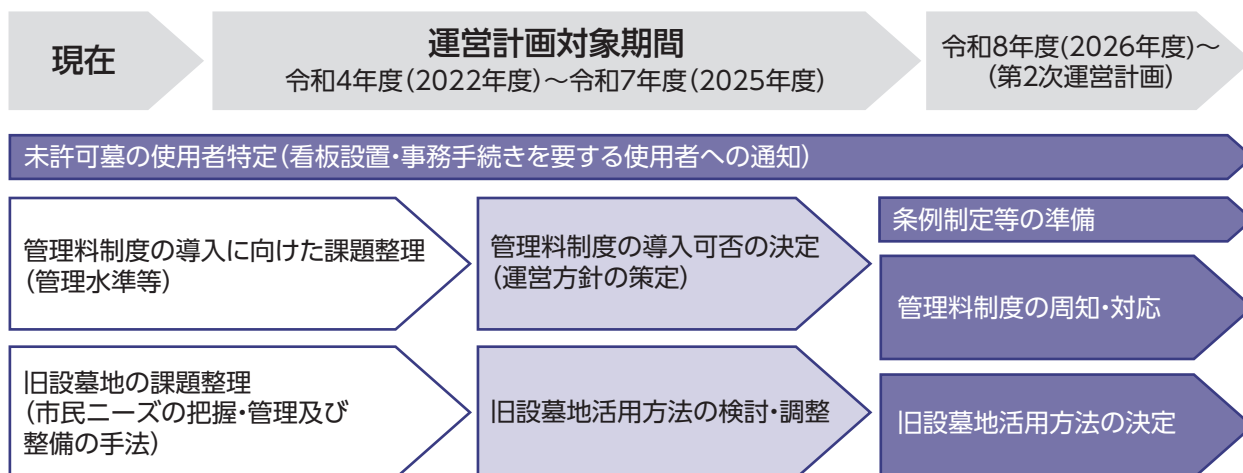 現在
運営計画対象期間
令和4年度(2022年度)～令和7年度(2025年度)
令和8年度(2026年度)～
(第2次運営計画)
未許可墓の使用者特定(看板設置・事務手続きを要する使用者への通知)
管理料制度の導入に向けた課題整理
(管理水準等)
管理料制度の導入可否の決定
(運営方針の策定)
条例制定等の準備
管理料制度の周知・対応
旧設墓地の課題整理
(市民ニーズの把握・管理及び
整備の手法)
旧設墓地活用方法の検討・調整
旧設墓地活用方法の決定